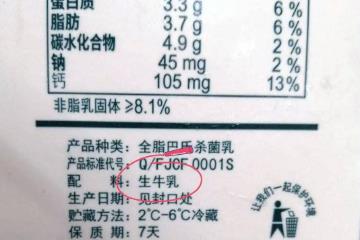 蛋白质 3.3 g 6%
脂肪 3.7 g 6%
碳水化合物 4.9 g 2%
钠 45 mg 2%
钙 105 mg 13%
非脂乳固体 ≥8.1%
产品种类：全脂巴氏杀菌乳
产品标准代号：Q/FJCF 0001S
配 料：生牛乳
生产日期：见封口处
贮藏方法：2℃-6℃冷藏
保 质 期：7天
让我们一起保护环境